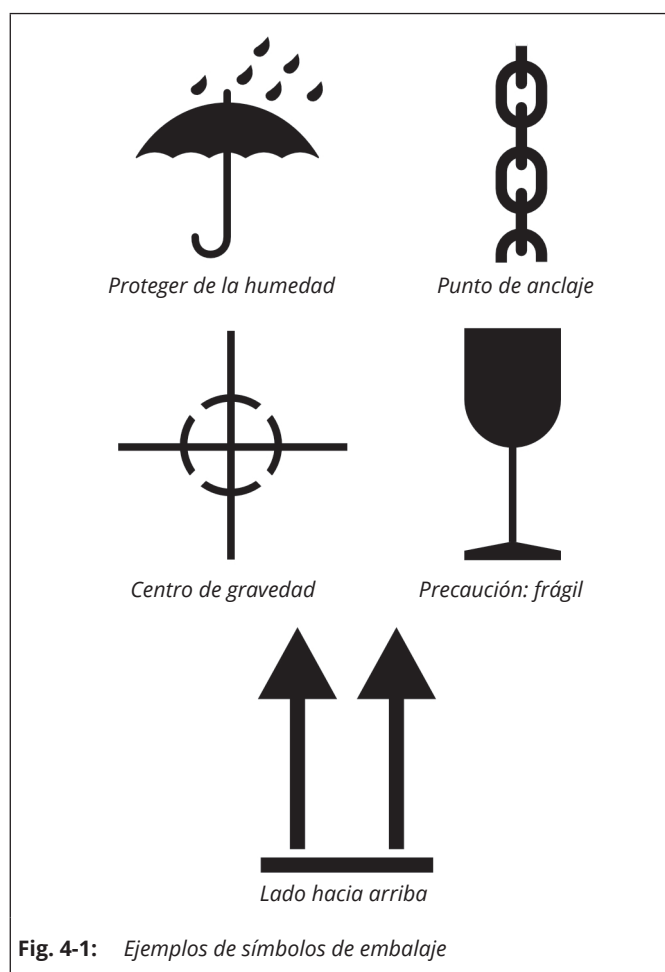 Proteger de la humedad
Punto de anclaje
Centro de gravedad
Precaución: frágil
Lado hacia arriba
Fig. 4-1: Ejemplos de símbolos de embalaje